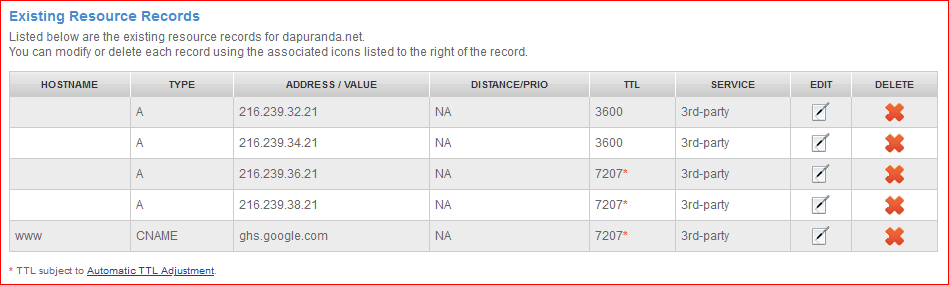 Existing Resource Records
Listed below are the existing resource records for dapuranda.net.
You can modify or delete each record using the associated icons listed to the right of the record.
HOSTNAME TYPE ADDRESS / VALUE DISTANCE/PRIO TTL SERVICE EDIT DELETE
A 216.239.32.21 NA 3600 3rd-party
A 216.239.34.21 NA 3600 3rd-party
A 216.239.36.21 NA 7207* 3rd-party
A 216.239.38.21 NA 7207* 3rd-party
www CNAME ghs.google.com NA 7207* 3rd-party
* TTL subject to Automatic TTL Adjustment.